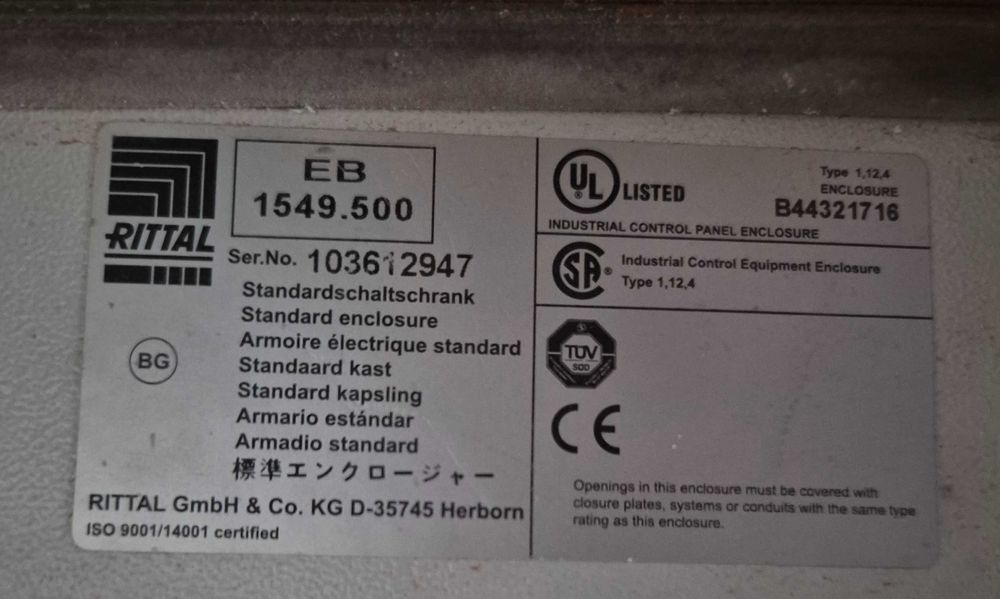 RITTAL
EB
1549.500
Ser.No. 103612947
Standardschaltschrank
Standard enclosure
Armoire électrique standard
Standaard kast
Standard kapsling
Armario estándar
Armadio standard
標準エンクロージャー
BG
RITTAL GmbH & Co. KG D-35745 Herborn
ISO 9001/14001 certified
UL® LISTED
Type 1,12,4
ENCLOSURE
B44321716
INDUSTRIAL CONTROL PANEL ENCLOSURE
SA®
Industrial Control Equipment Enclosure
Type 1,12,4
TÜV
SÜD
CE
Openings in this enclosure must be covered with
closure plates, systems or conduits with the same type
rating as this enclosure.